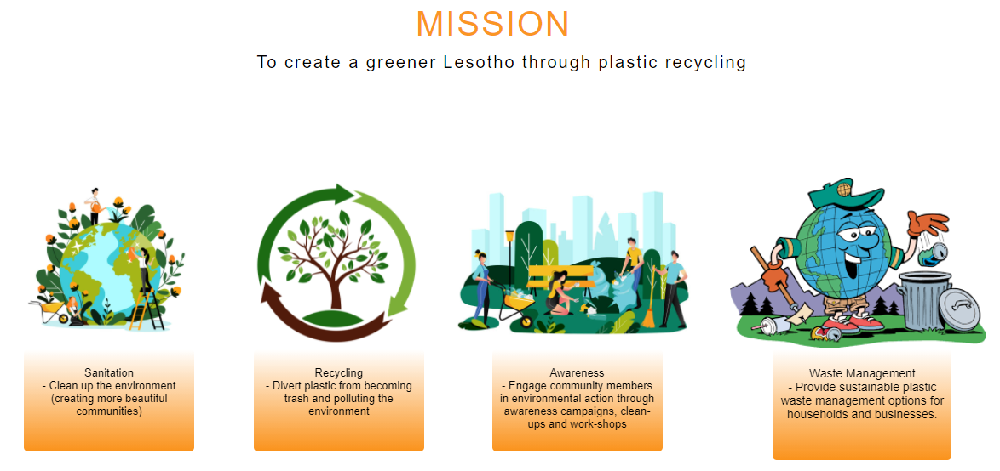 MISSION
To create a greener Lesotho through plastic recycling
Sanitation
- Clean up the environment
(creating more beautiful
communities)
Recycling
- Divert plastic from becoming
trash and polluting the
environment
Awareness
- Engage community members
in environmental action through
awareness campaigns, clean-
ups and work-shops
Waste Management
- Provide sustainable plastic
waste management options for
households and businesses.